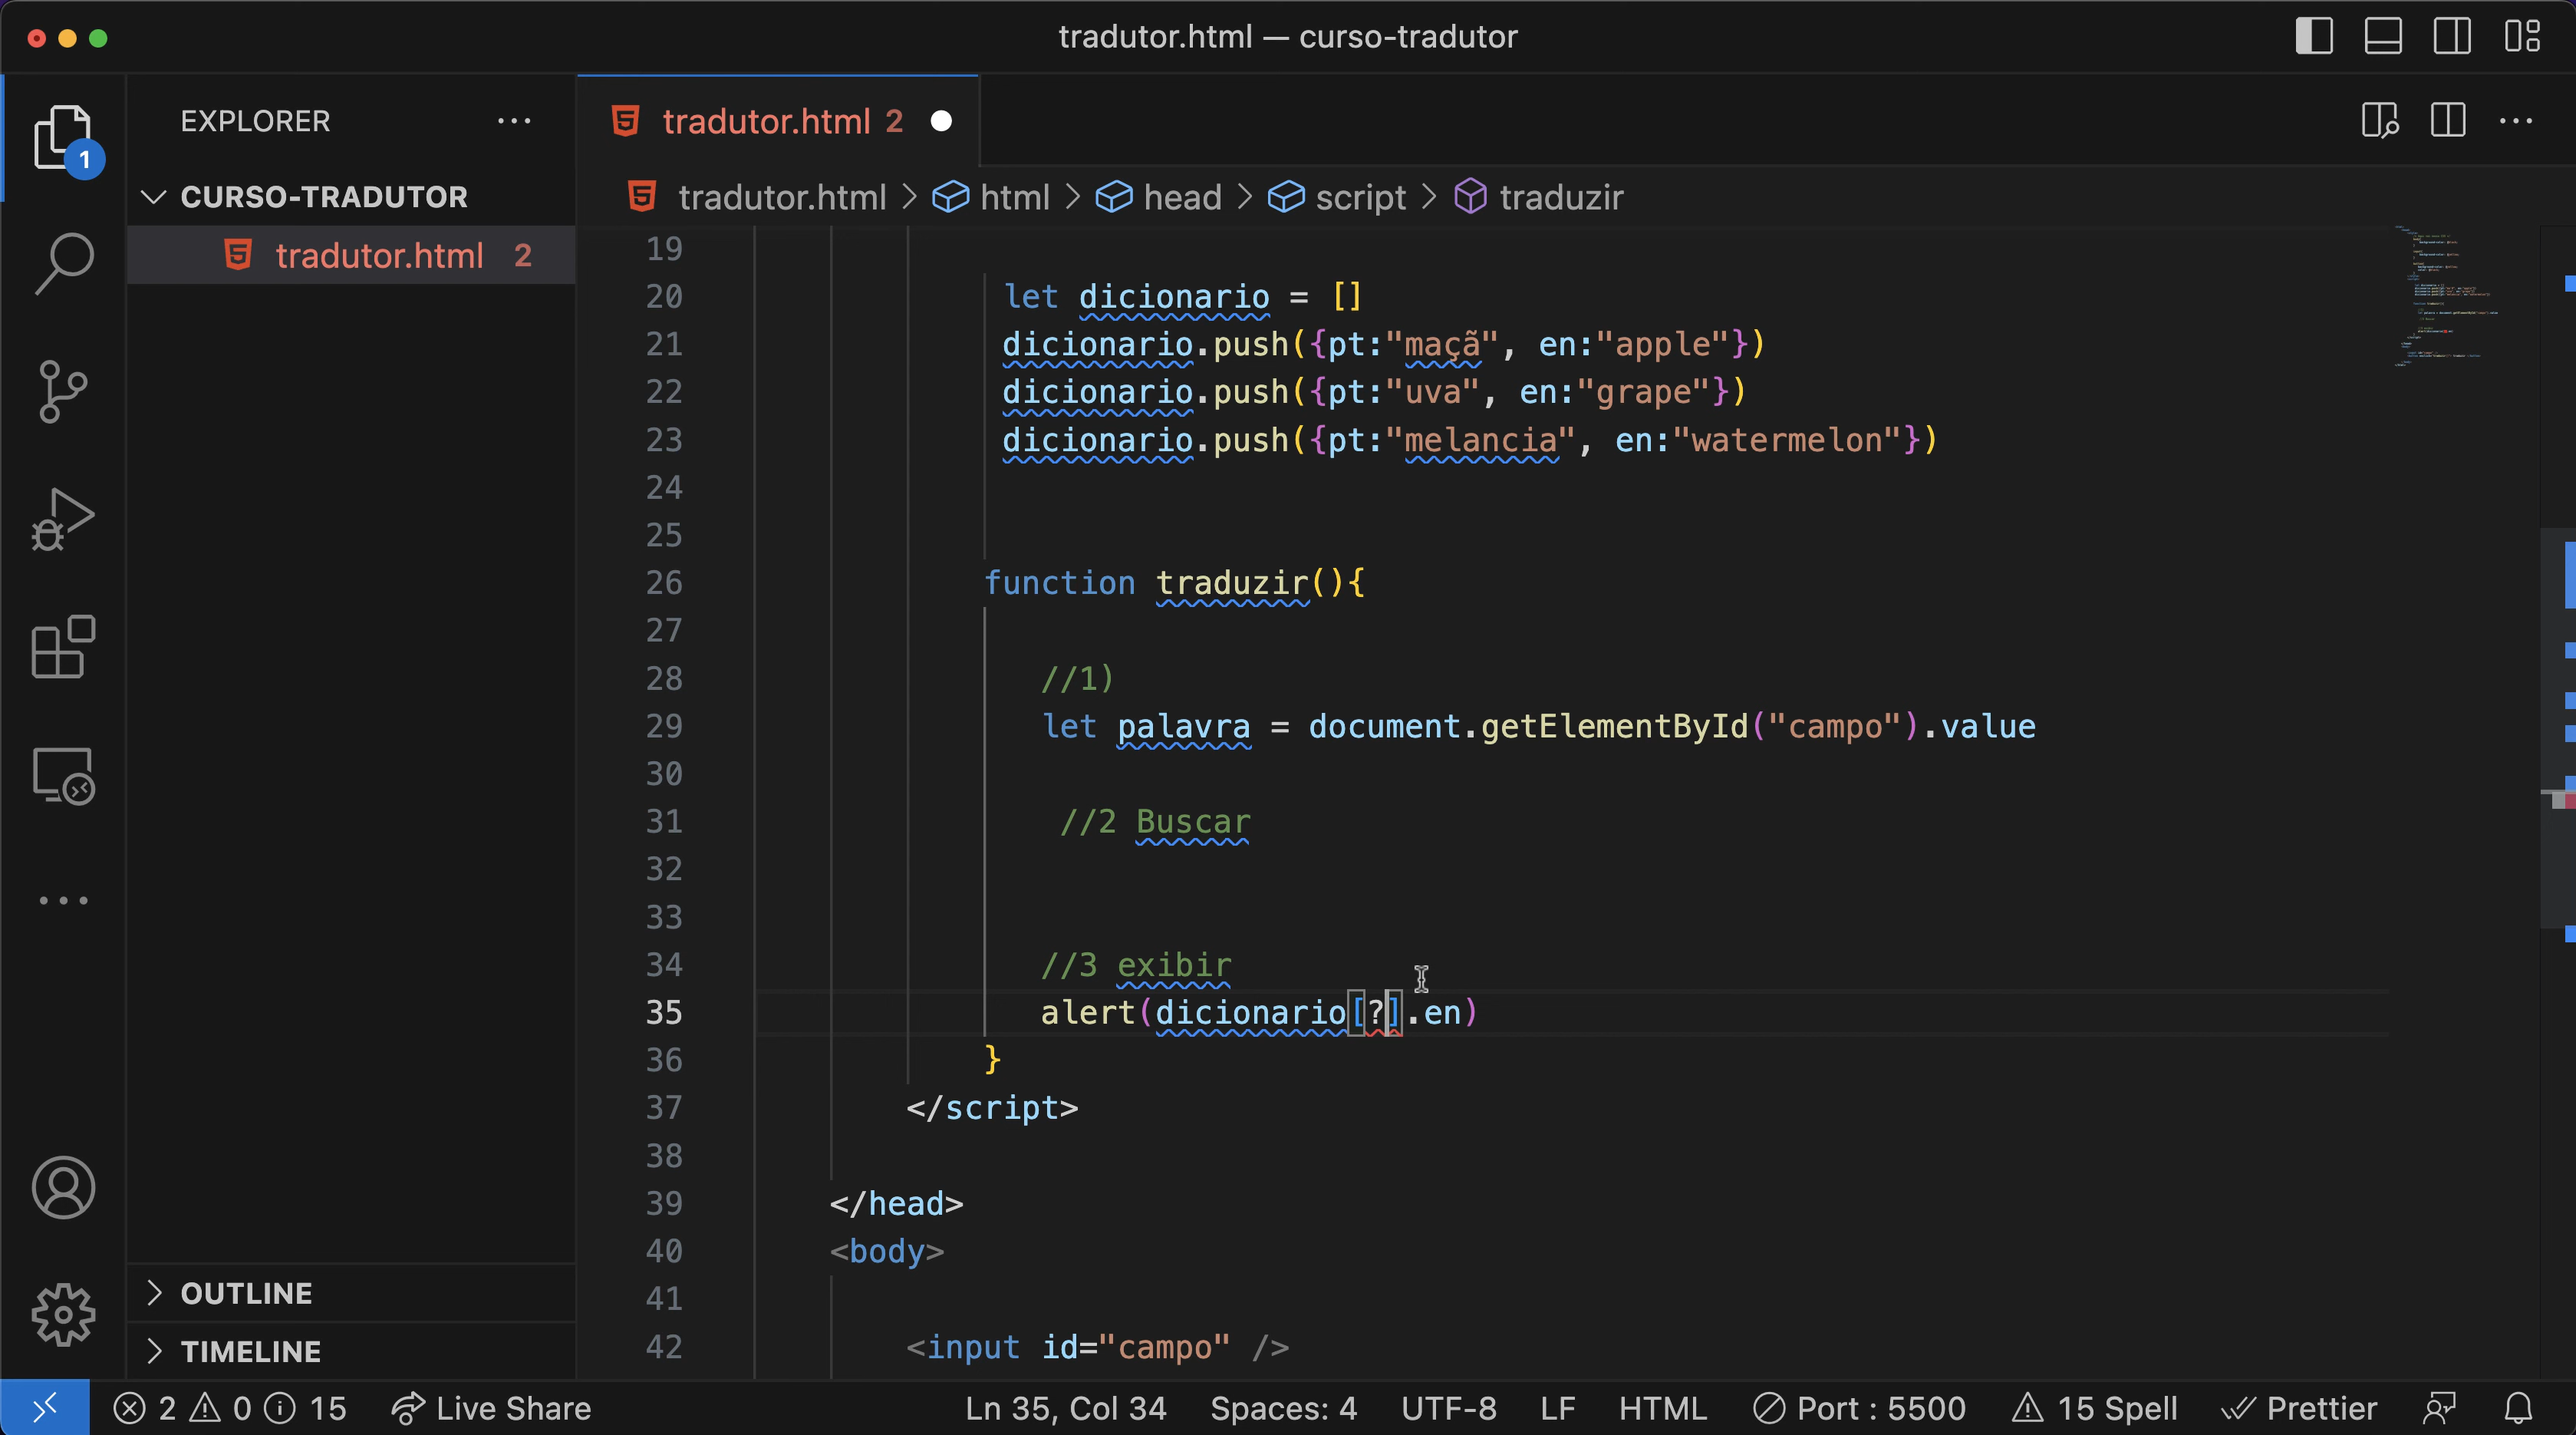 tradutor.html — curso-tradutor
EXPLORER
tradutor.html 2
1
CURSO-TRADUTOR
tradutor.html > html > head > script > traduzir
tradutor.html 2
19
20 let dicionario = []
21 dicionario.push({pt:"maçã", en:"apple"})
22 dicionario.push({pt:"uva", en:"grape"})
23 dicionario.push({pt:"melancia", en:"watermelon"})
24
25
26 function traduzir(){
27
28 //1)
29 let palavra = document.getElementById("campo").value
30
31 //2 Buscar
32
33
34 //3 exibir
35 alert(dicionario[?].en)
36 }
37 </script>
38
39 </head>
40 <body>
41
42 <input id="campo" />
OUTLINE
TIMELINE
2 0 15 Live Share Ln 35, Col 34 Spaces: 4 UTF-8 LF HTML Port : 5500 15 Spell Prettier